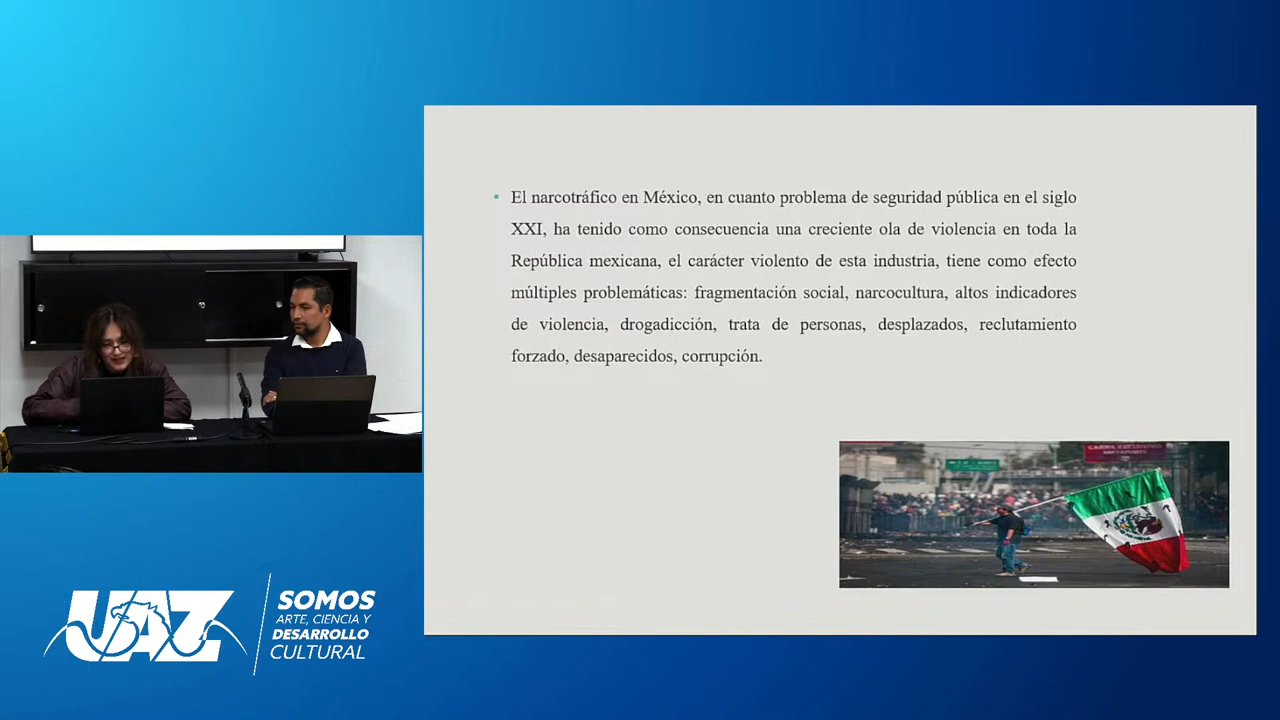 • El narcotráfico en México, en cuanto problema de seguridad pública en el siglo
XXI, ha tenido como consecuencia una creciente ola de violencia en toda la
República mexicana, el carácter violento de esta industria, tiene como efecto
múltiples problemáticas: fragmentación social, narcocultura, altos indicadores
de violencia, drogadicción, trata de personas, desplazados, reclutamiento
forzado, desaparecidos, corrupción.
CARRIL EXCLUSIVO
UAZ
SOMOS
ARTE, CIENCIA Y
DESARROLLO
CULTURAL